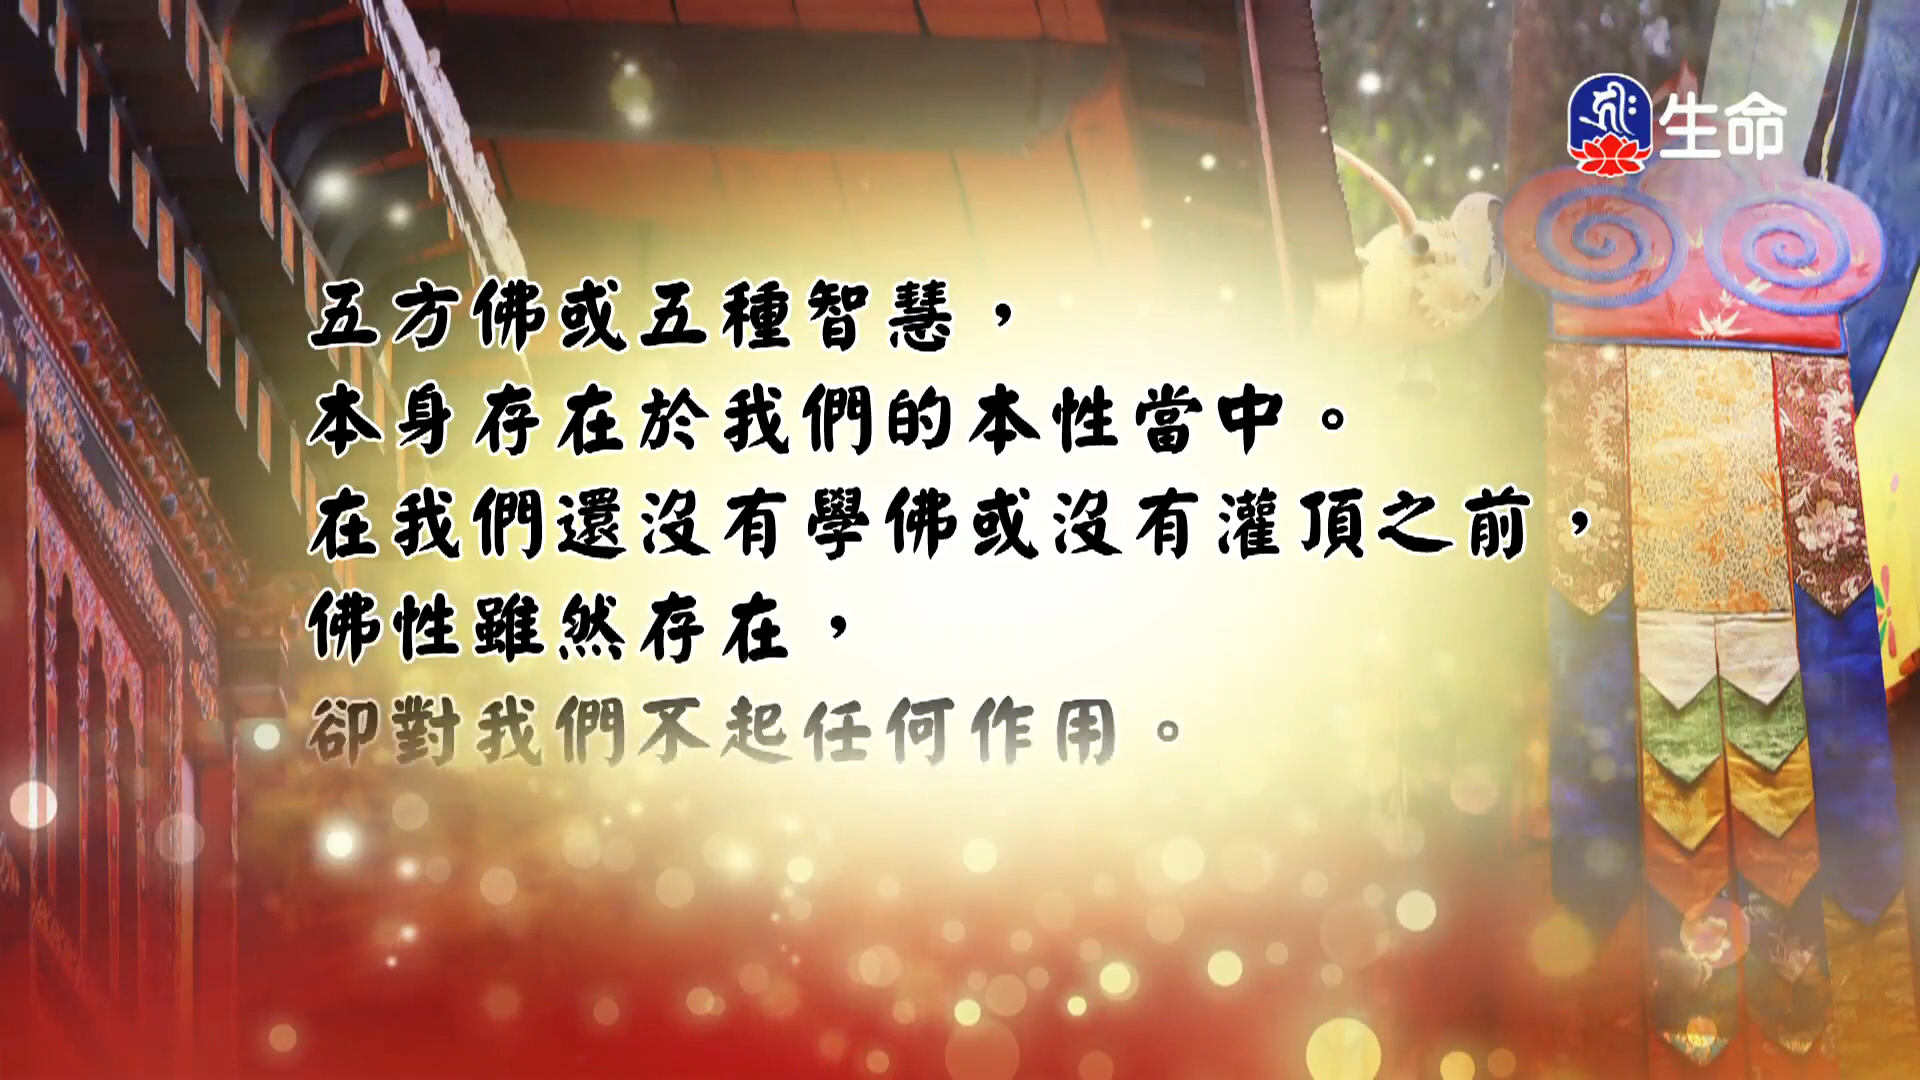 生命
五方佛或五種智慧，
本身存在於我們的本性當中。
在我們還沒有學佛或沒有灌頂之前，
佛性雖然存在，
卻對我們不起任何作用。